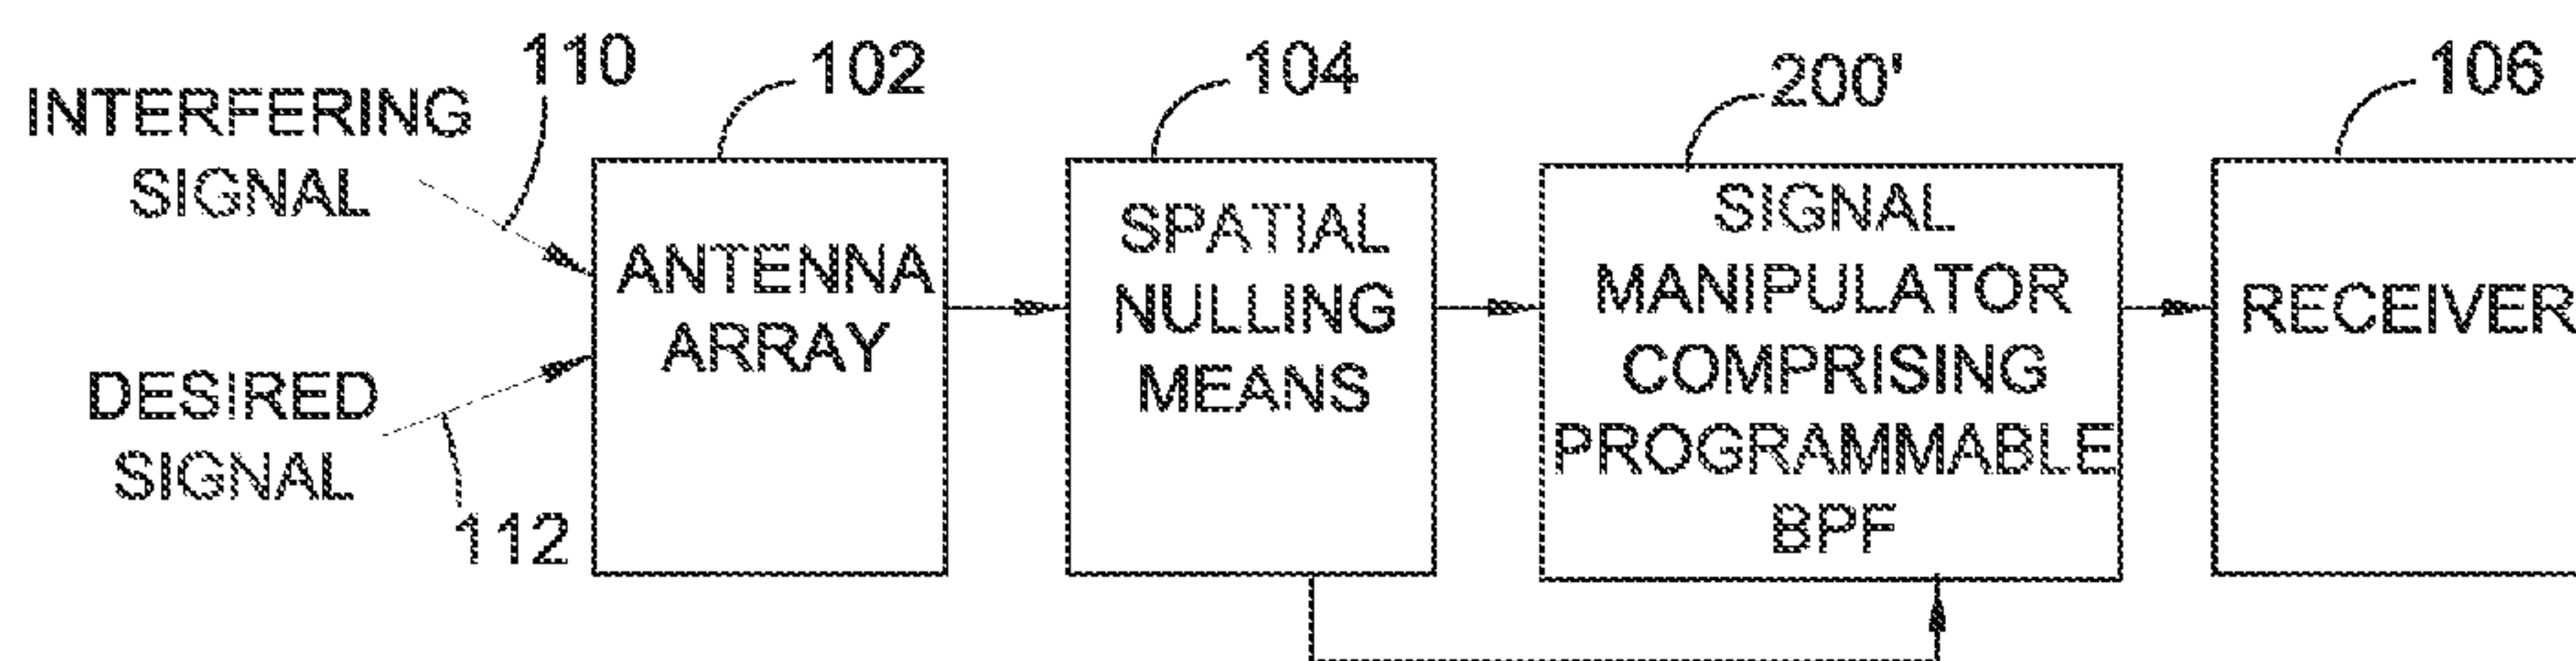 110
102
104
200'
106
INTERFERING
SIGNAL
DESIRED
SIGNAL
112
ANTENNA
ARRAY
SPATIAL
NULLING
MEANS
SIGNAL
MANIPULATOR
COMPRISING
PROGRAMMABLE
BPF
RECEIVER